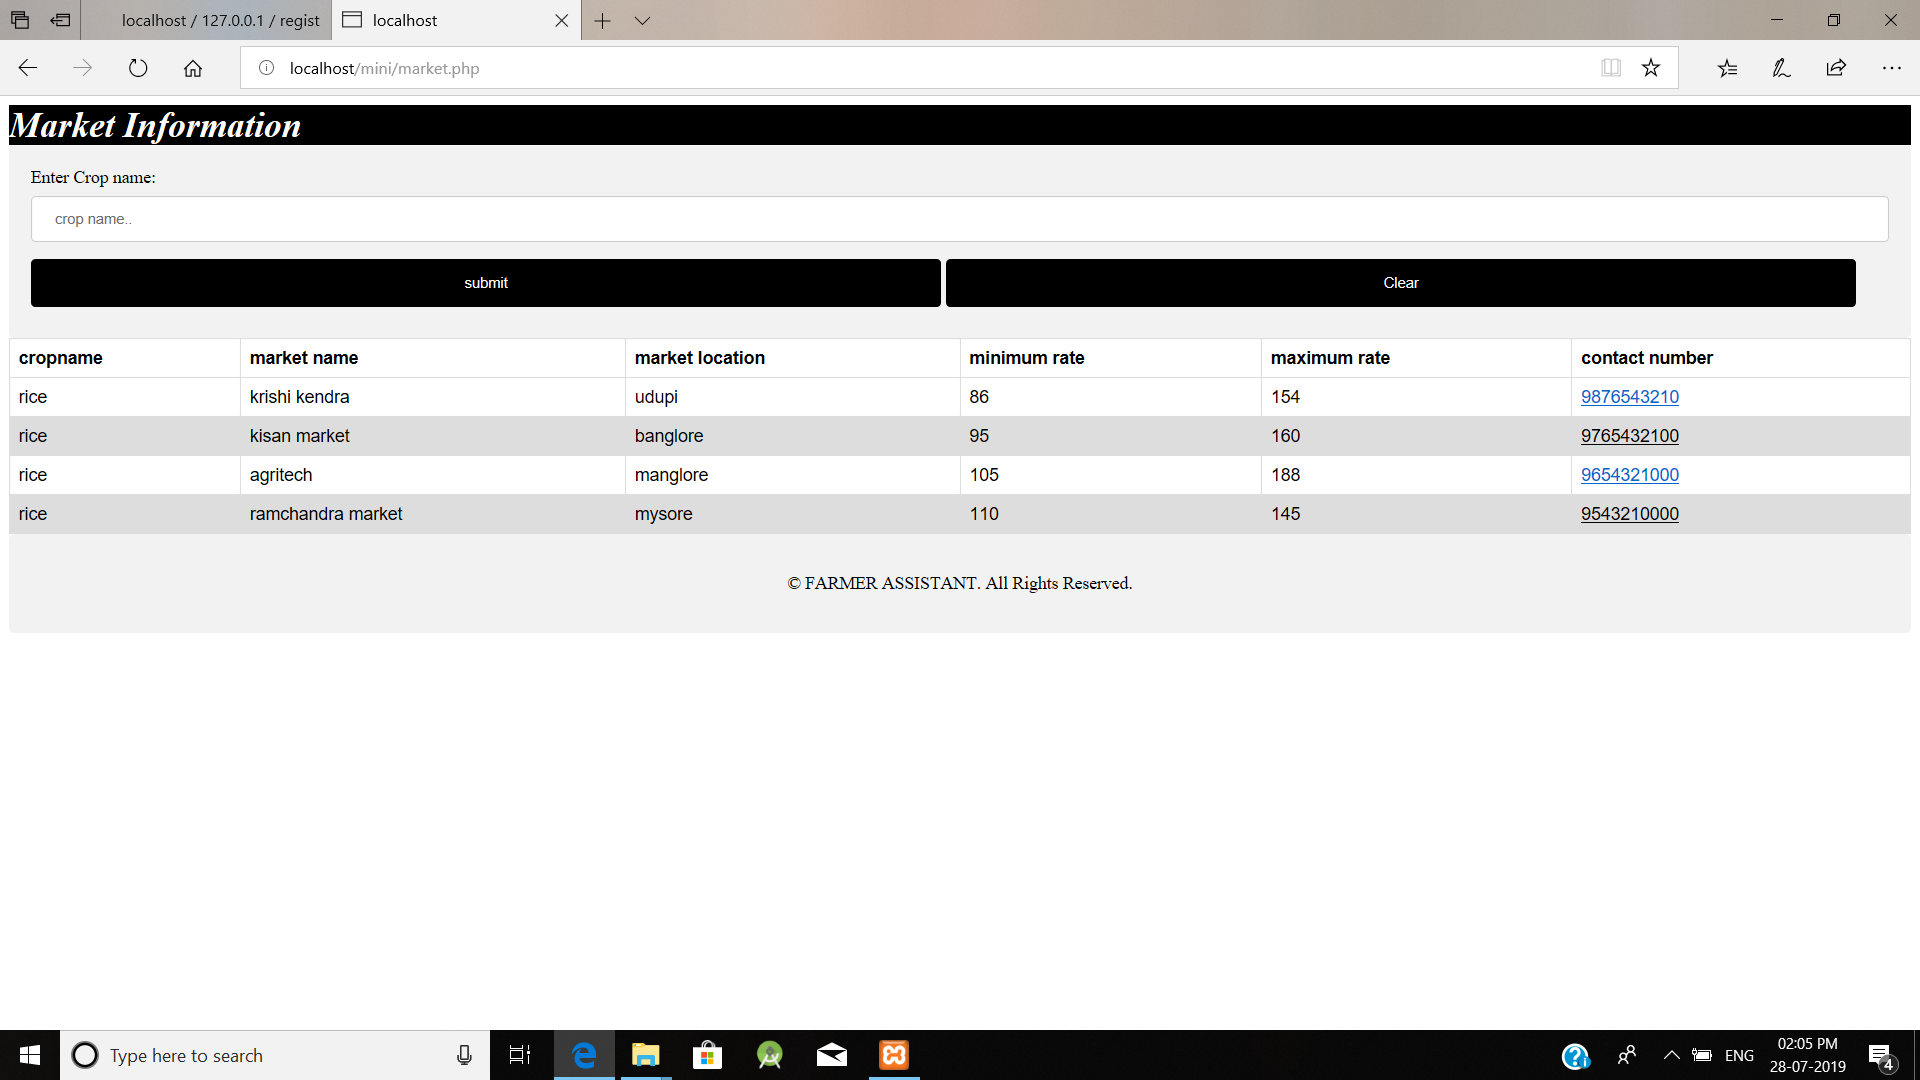 localhost / 127.0.0.1 / regist
localhost
localhost/mini/market.php
Market Information
Enter Crop name:
crop name..
submit Clear
cropname market name market location minimum rate maximum rate contact number
rice krishi kendra udupi 86 154 9876543210
rice kisan market banglore 95 160 9765432100
rice agritech manglore 105 188 9654321000
rice ramchandra market mysore 110 145 9543210000
© FARMER ASSISTANT. All Rights Reserved.
Type here to search
ENG
02:05 PM
28-07-2019
4